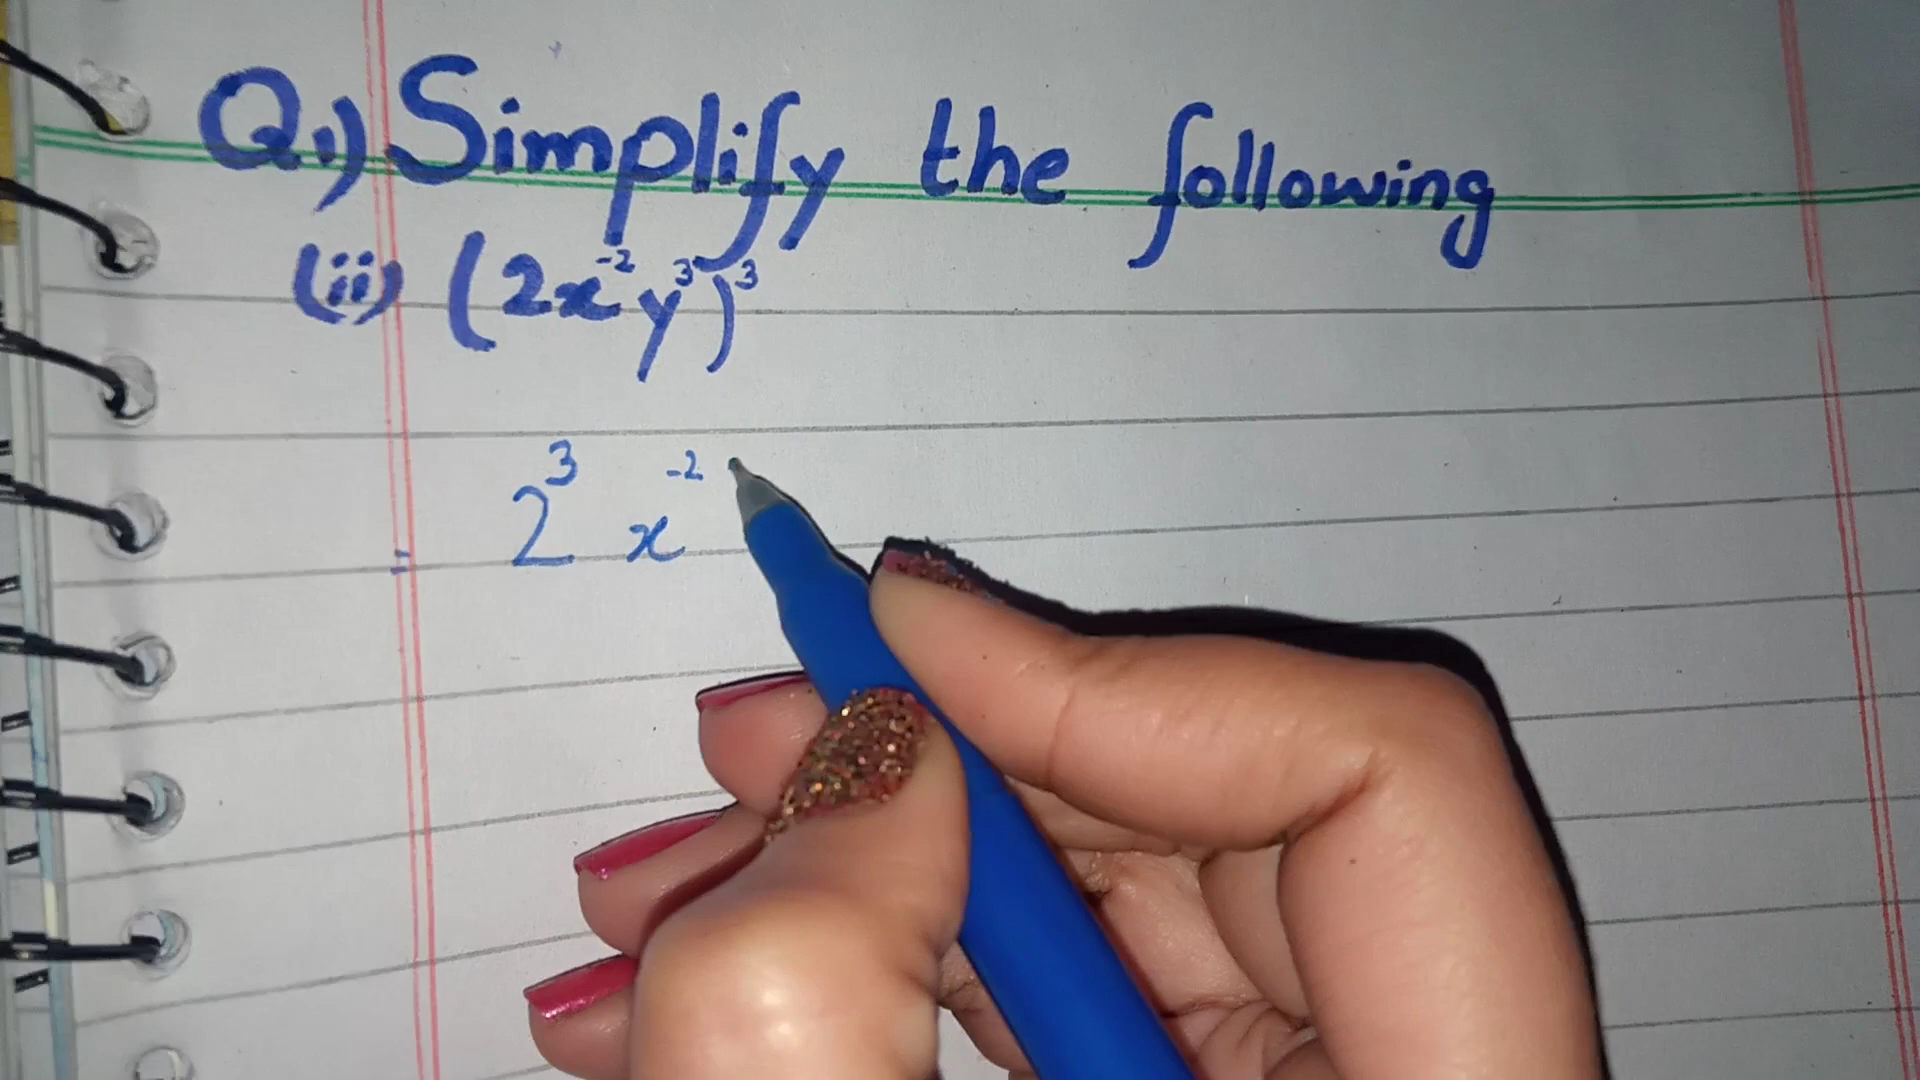 Q1) Simplify the following
(ii) (2x⁻²y³)³
= 2³ x⁻²